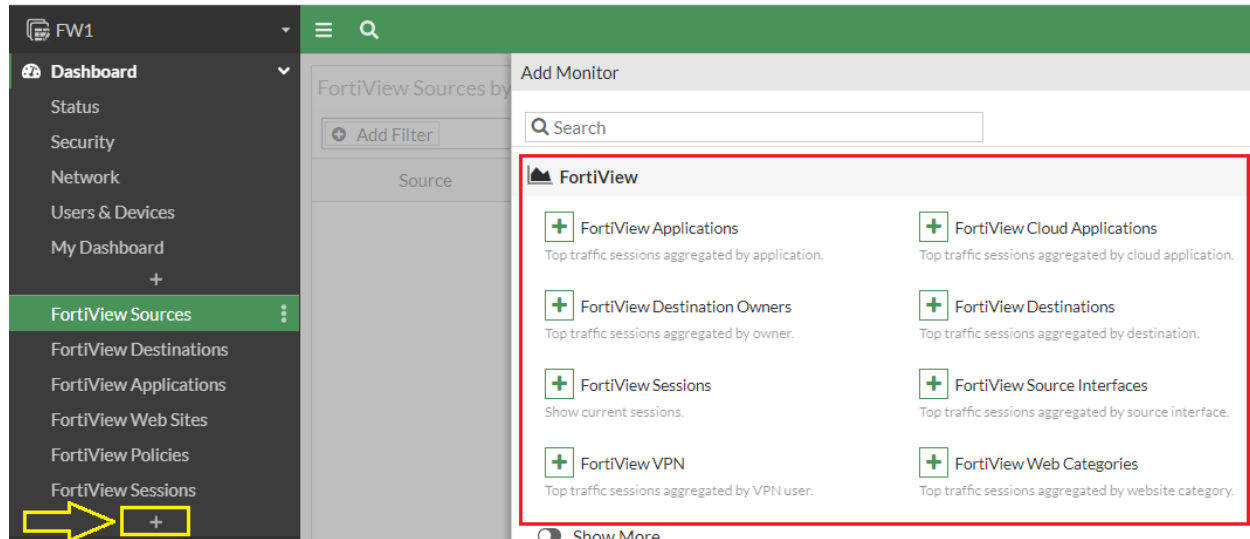 FW1
Dashboard
Status
Security
Network
Users & Devices
My Dashboard
+
FortiView Sources
FortiView Destinations
FortiView Applications
FortiView Web Sites
FortiView Policies
FortiView Sessions
+
FortiView Sources by
Add Filter
Source
Add Monitor
Search
FortiView
FortiView Applications
Top traffic sessions aggregated by application.
FortiView Cloud Applications
Top traffic sessions aggregated by cloud application.
FortiView Destination Owners
Top traffic sessions aggregated by owner.
FortiView Destinations
Top traffic sessions aggregated by destination.
FortiView Sessions
Show current sessions.
FortiView Source Interfaces
Top traffic sessions aggregated by source interface.
FortiView VPN
Top traffic sessions aggregated by VPN user.
FortiView Web Categories
Top traffic sessions aggregated by website category.
Show More